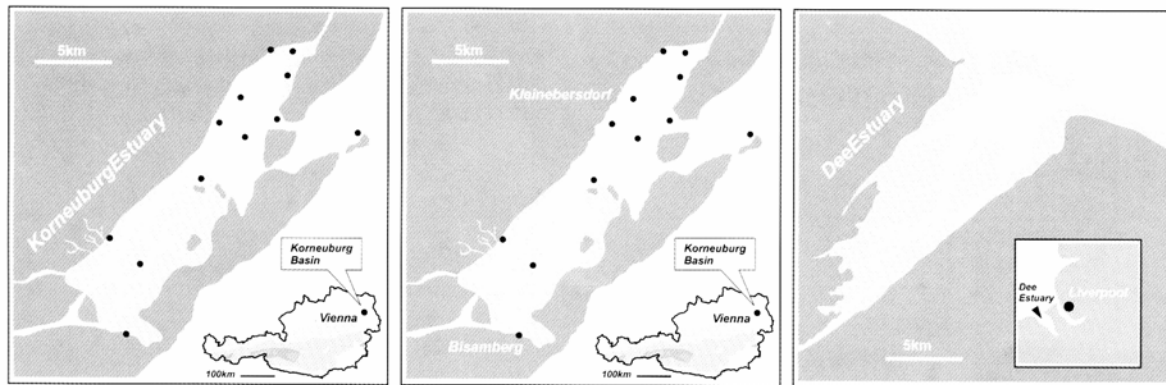 5km
KorneuburgEstuary
Korneuburg
Basin
Vienna
100km
5km
Kleinebersdorf
Korneuburg
Basin
Vienna
Bisamberg
100km
DeeEstuary
Dee
Estuary
Liverpool
5km